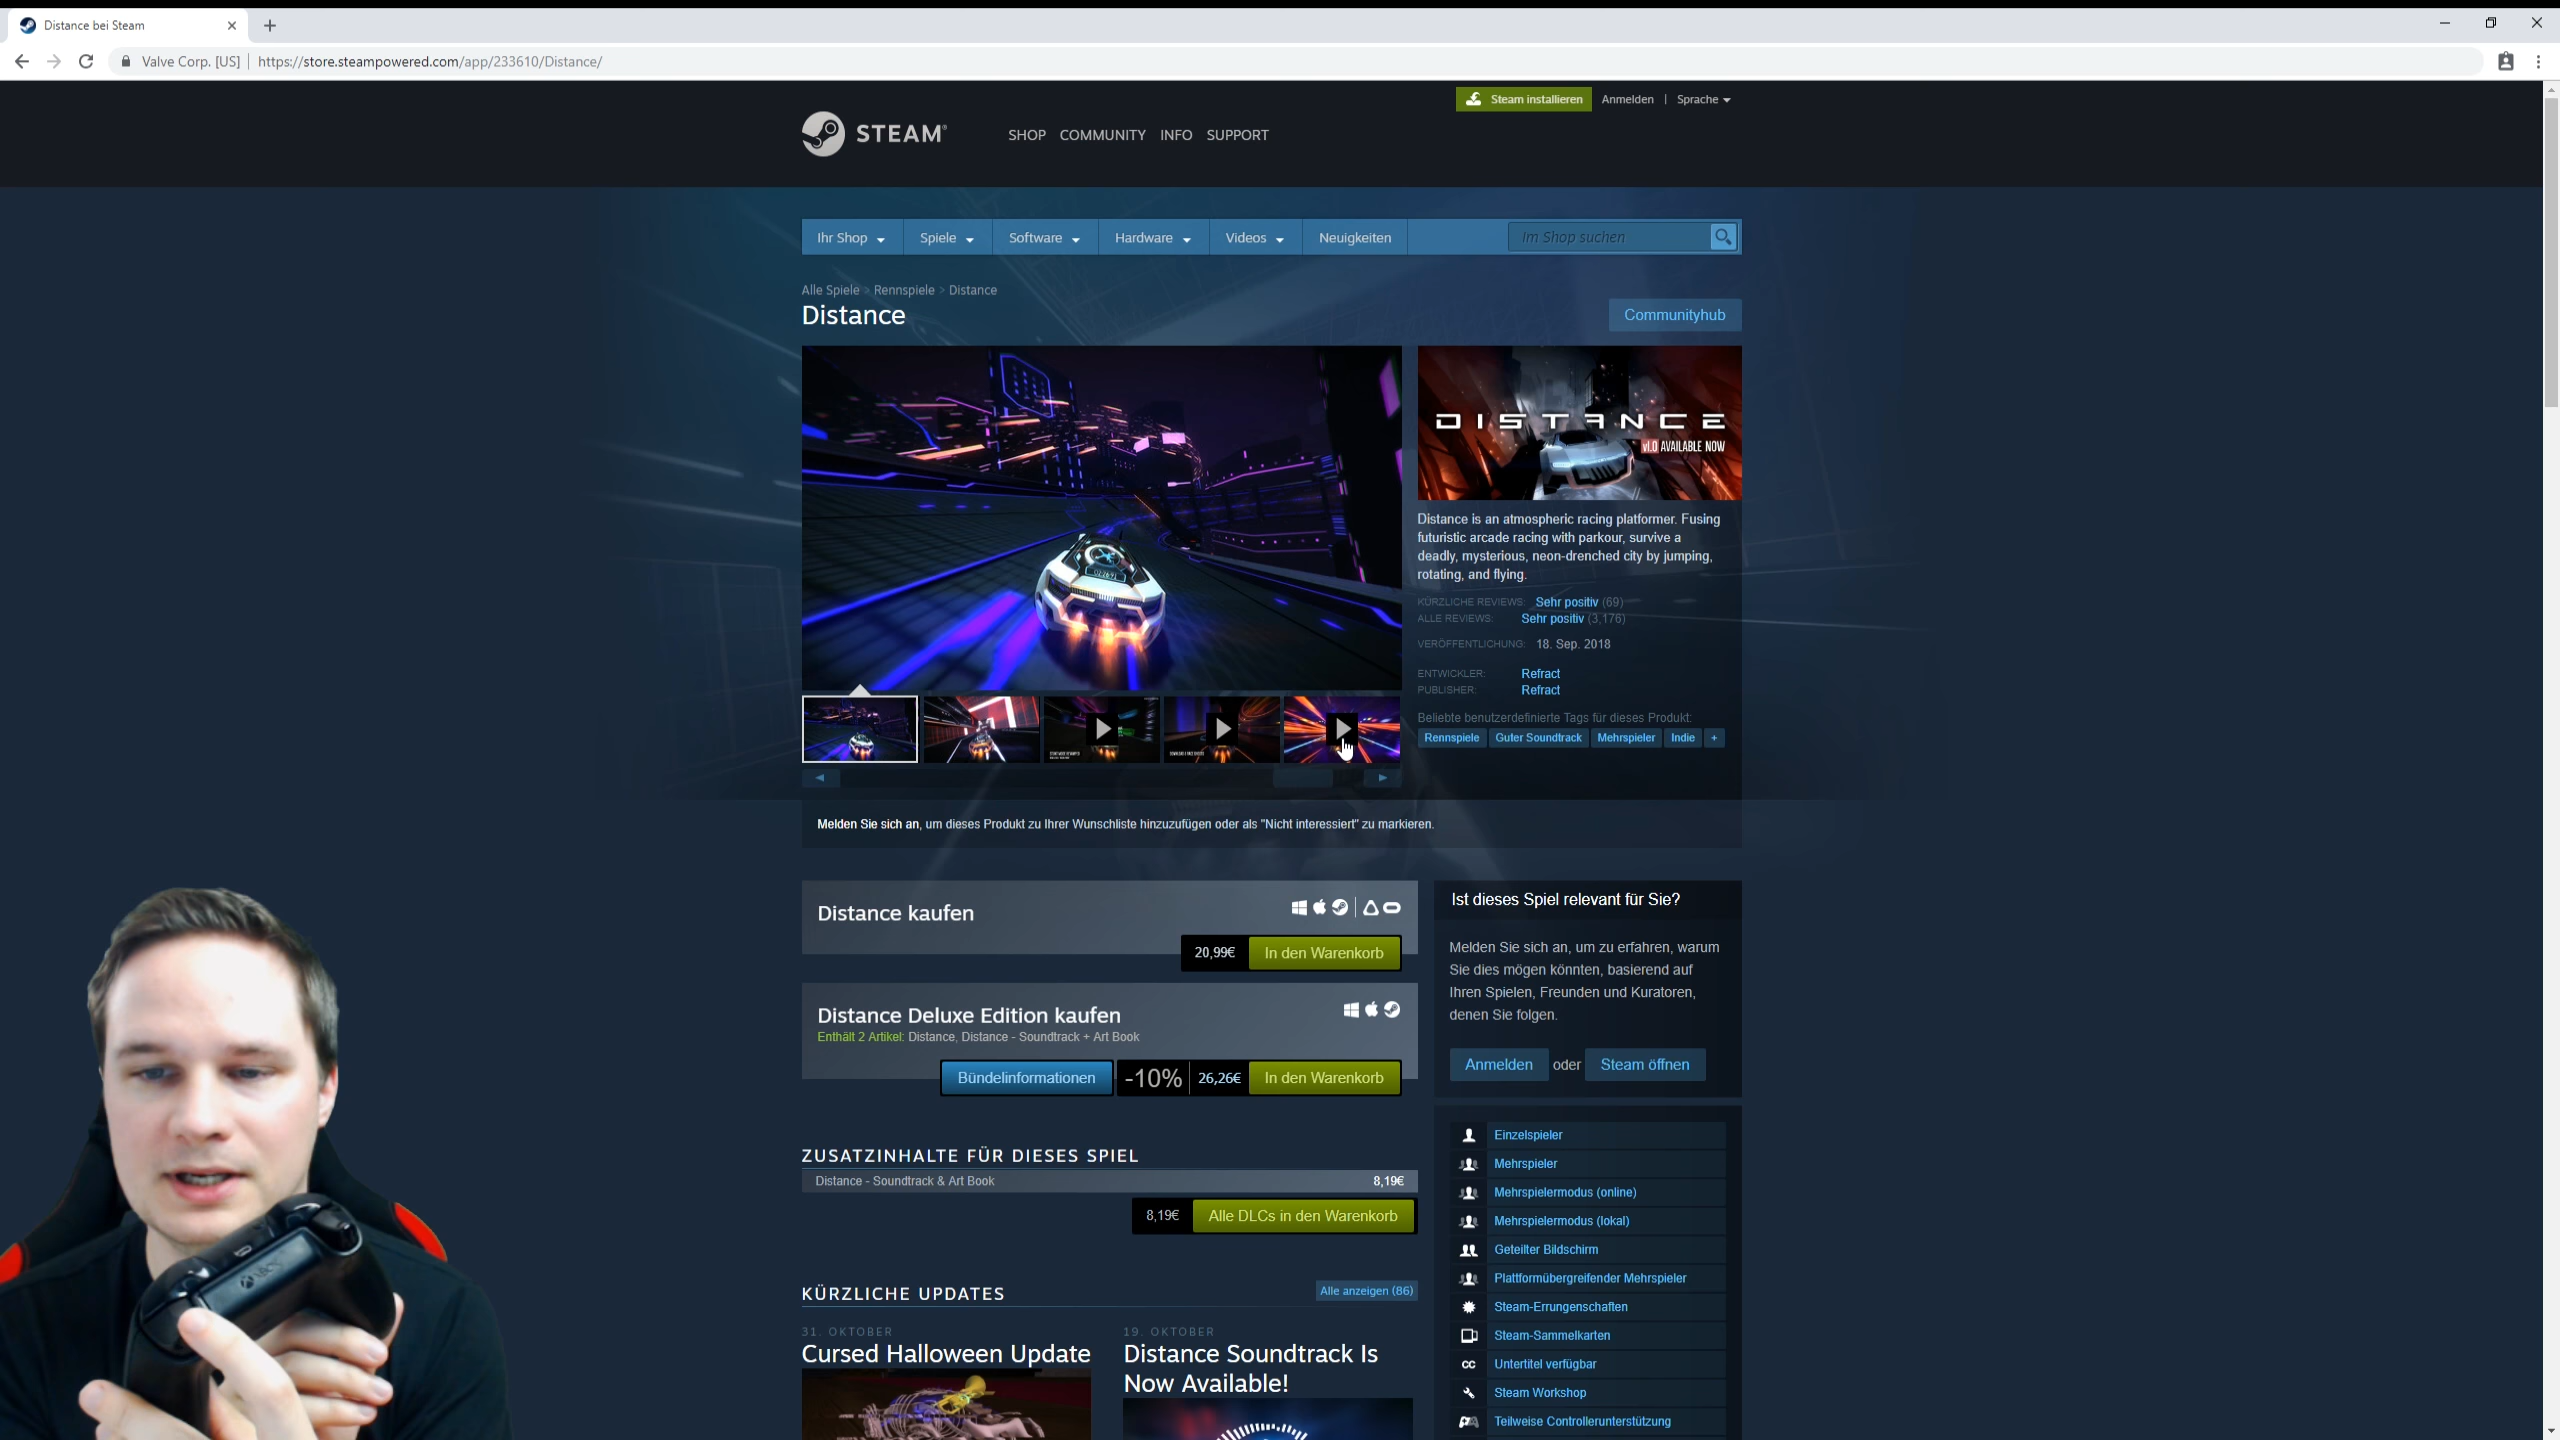 Distance bei Steam
Valve Corp. [US] | https://store.steampowered.com/app/233610/Distance/
Steam installieren Anmelden | Sprache
STEAM SHOP COMMUNITY INFO SUPPORT
Ihr Shop Spiele Software Hardware Videos Neuigkeiten Im Shop suchen
Alle Spiele > Rennspiele > Distance
Distance
Communityhub
DISTANCE
v1.0 AVAILABLE NOW
Distance is an atmospheric racing platformer. Fusing
futuristic arcade racing with parkour, survive a
deadly, mysterious, neon-drenched city by jumping,
rotating, and flying.
KÜRZLICHE REVIEWS: Sehr positiv (69)
ALLE REVIEWS: Sehr positiv (3,176)
VERÖFFENTLICHUNG: 18. Sep. 2018
ENTWICKLER: Refract
PUBLISHER: Refract
Beliebte benutzerdefinierte Tags für dieses Produkt:
Rennspiele Guter Soundtrack Mehrspieler Indie +
Melden Sie sich an, um dieses Produkt zu Ihrer Wunschliste hinzuzufügen oder als "Nicht interessiert" zu markieren.
Distance kaufen
20,99€ In den Warenkorb
Distance Deluxe Edition kaufen
Enthält 2 Artikel: Distance, Distance - Soundtrack + Art Book
Bündelinformationen -10% 26,26€ In den Warenkorb
ZUSATZINHALTE FÜR DIESES SPIEL
Distance - Soundtrack & Art Book 8,19€
8,19€ Alle DLCs in den Warenkorb
KÜRZLICHE UPDATES Alle anzeigen (86)
31. OKTOBER
Cursed Halloween Update
19. OKTOBER
Distance Soundtrack Is
Now Available!
Ist dieses Spiel relevant für Sie?
Melden Sie sich an, um zu erfahren, warum
Sie dies mögen könnten, basierend auf
Ihren Spielen, Freunden und Kuratoren,
denen Sie folgen.
Anmelden oder Steam öffnen
Einzelspieler
Mehrspieler
Mehrspielermodus (online)
Mehrspielermodus (lokal)
Geteilter Bildschirm
Plattformübergreifender Mehrspieler
Steam-Errungenschaften
Steam-Sammelkarten
CC Untertitel verfügbar
Steam Workshop
Teilweise Controllerunterstützung